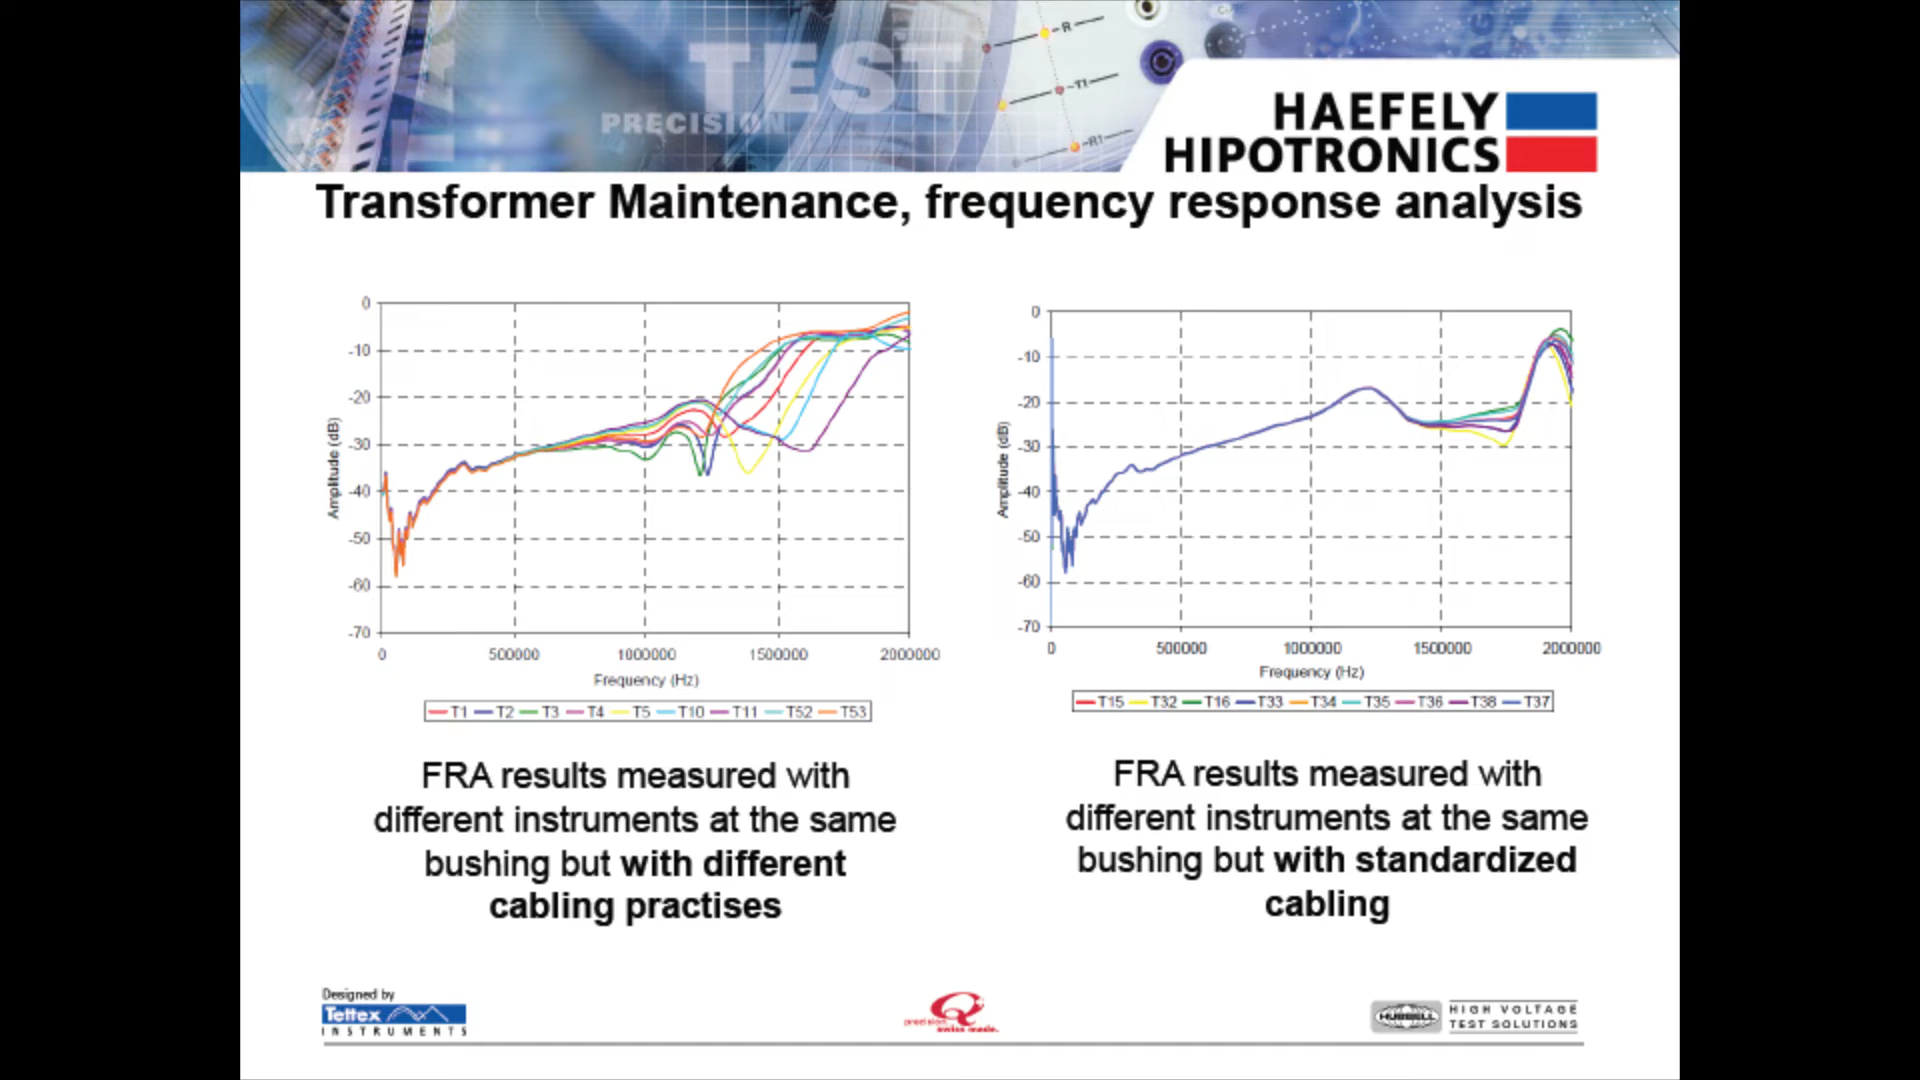 TEST
PRECISION
R
T1
R1
HAEFELY
HIPOTRONICS
Transformer Maintenance, frequency response analysis
0
-10
-20
-30
-40
-50
-60
-70
Amplitude (dB)
0 500000 1000000 1500000 2000000
Frequency (Hz)
T1 T2 T3 T4 T5 T10 T11 T52 T53
0
-10
-20
-30
-40
-50
-60
-70
Amplitude (dB)
0 500000 1000000 1500000 2000000
Frequency (Hz)
T15 T32 T16 T33 T34 T35 T36 T38 T37
FRA results measured with
different instruments at the same
bushing but with different
cabling practises
FRA results measured with
different instruments at the same
bushing but with standardized
cabling
Designed by
Tettex
INSTRUMENTS
precision
swiss made.
HUBBELL
HIGH VOLTAGE
TEST SOLUTIONS